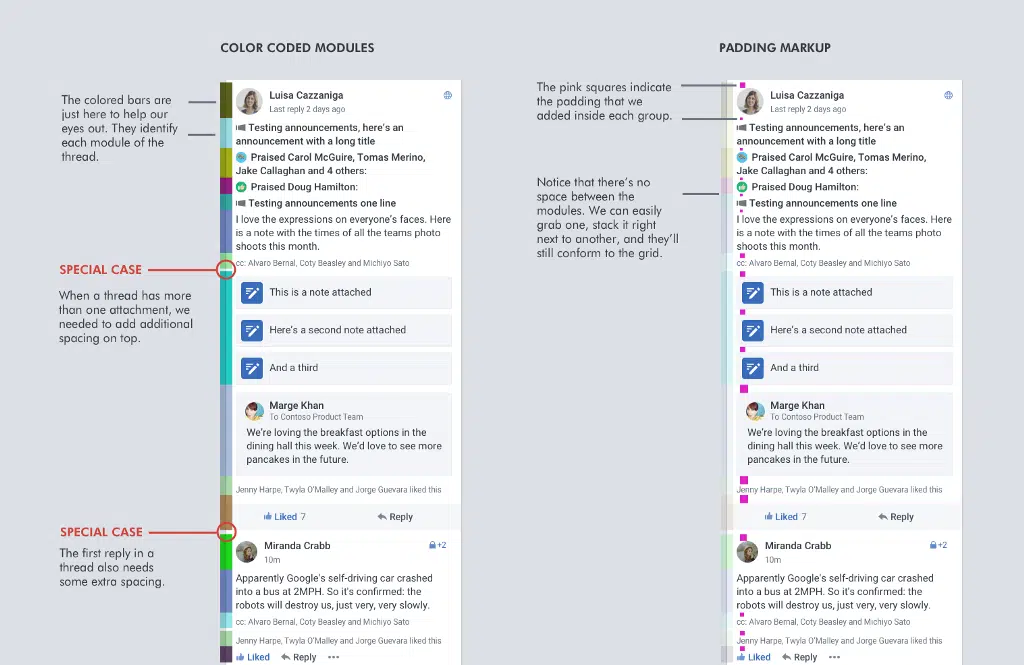 COLOR CODED MODULES
The colored bars are
just here to help our
eyes out. They identify
each module of the
thread.
Luisa Cazzaniga
Last reply 2 days ago
Testing announcements, here's an
announcement with a long title
Praised Carol McGuire, Tomas Merino,
Jake Callaghan and 4 others:
Praised Doug Hamilton:
Testing announcements one line
I love the expressions on everyone's faces. Here
is a note with the times of all the teams photo
shoots this month.
cc: Alvaro Bernal, Coty Beasley and Michiyo Sato
SPECIAL CASE
When a thread has more
than one attachment, we
needed to add additional
spacing on top.
This is a note attached
Here's a second note attached
And a third
Marge Khan
To Contoso Product Team
We're loving the breakfast options in the
dining hall this week. We'd love to see more
pancakes in the future.
Jenny Harpe, Twyla O'Malley and Jorge Guevara liked this
Liked 7 Reply
SPECIAL CASE
The first reply in a
thread also needs
some extra spacing.
Miranda Crabb +2
10m
Apparently Google's self-driving car crashed
into a bus at 2MPH. So it's confirmed: the
robots will destroy us, just very, very slowly.
cc: Alvaro Bernal, Coty Beasley and Michiyo Sato
Jenny Harpe, Twyla O'Malley and Jorge Guevara liked this
Liked Reply •••
PADDING MARKUP
The pink squares indicate
the padding that we
added inside each group.
Notice that there's no
space between the
modules. We can easily
grab one, stack it right
next to another, and they'll
still conform to the grid.
Luisa Cazzaniga
Last reply 2 days ago
Testing announcements, here's an
announcement with a long title
Praised Carol McGuire, Tomas Merino,
Jake Callaghan and 4 others:
Praised Doug Hamilton:
Testing announcements one line
I love the expressions on everyone's faces. Here
is a note with the times of all the teams photo
shoots this month.
cc: Alvaro Bernal, Coty Beasley and Michiyo Sato
This is a note attached
Here's a second note attached
And a third
Marge Khan
To Contoso Product Team
We're loving the breakfast options in the
dining hall this week. We'd love to see more
pancakes in the future.
Jenny Harpe, Twyla O'Malley and Jorge Guevara liked this
Liked 7 Reply
Miranda Crabb +2
10m
Apparently Google's self-driving car crashed
into a bus at 2MPH. So it's confirmed: the
robots will destroy us, just very, very slowly.
cc: Alvaro Bernal, Coty Beasley and Michiyo Sato
Jenny Harpe, Twyla O'Malley and Jorge Guevara liked this
Liked Reply •••